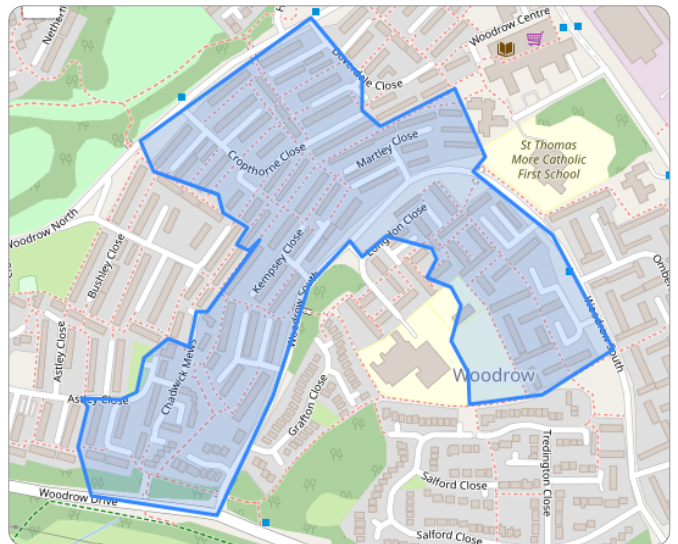 Woodrow Centre
Doverdale Close
St Thomas
More Catholic
First School
Martley Close
Cropthorne Close
Woodrow North
Longdon Close
Bushley Close
Kempsey Close
Woodrow South
Woodrow South
Astley Close
Chadwick Mews
Woodrow
Grafton Close
Astley Close
Tredington Close
Salford Close
Woodrow Drive
Salford Close